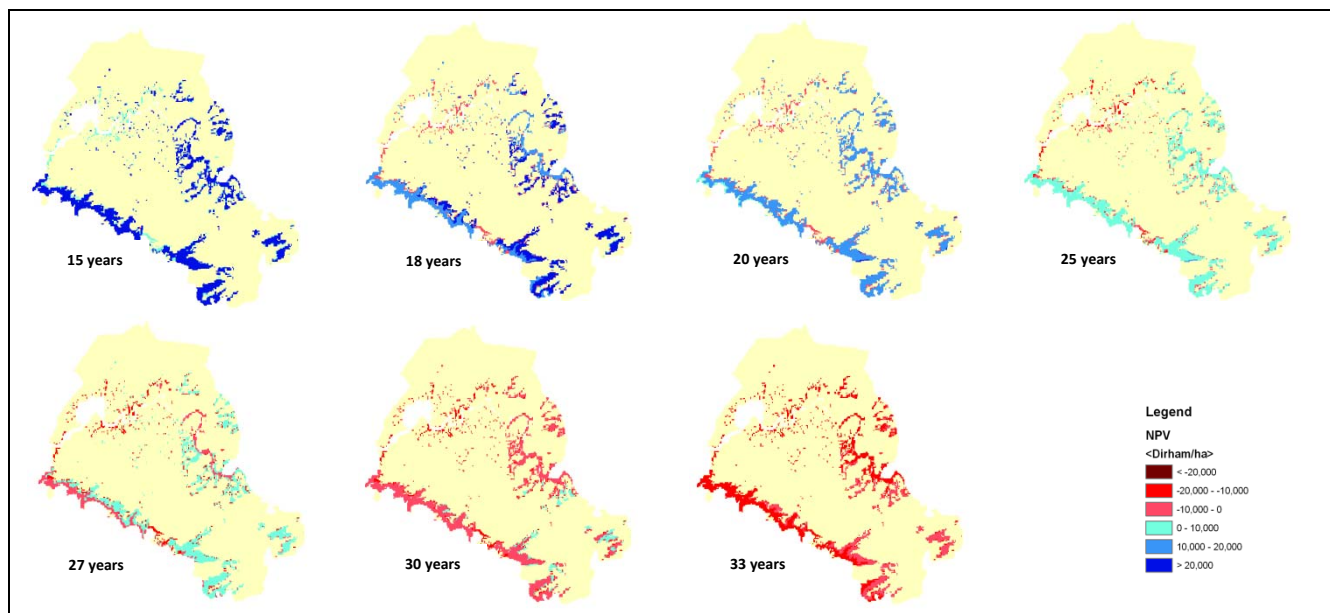 15 years
18 years
20 years
25 years
27 years
30 years
33 years
Legend
NPV
<Dirham/ha>
< -20,000
-20,000 - -10,000
-10,000 - 0
0 - 10,000
10,000 - 20,000
> 20,000